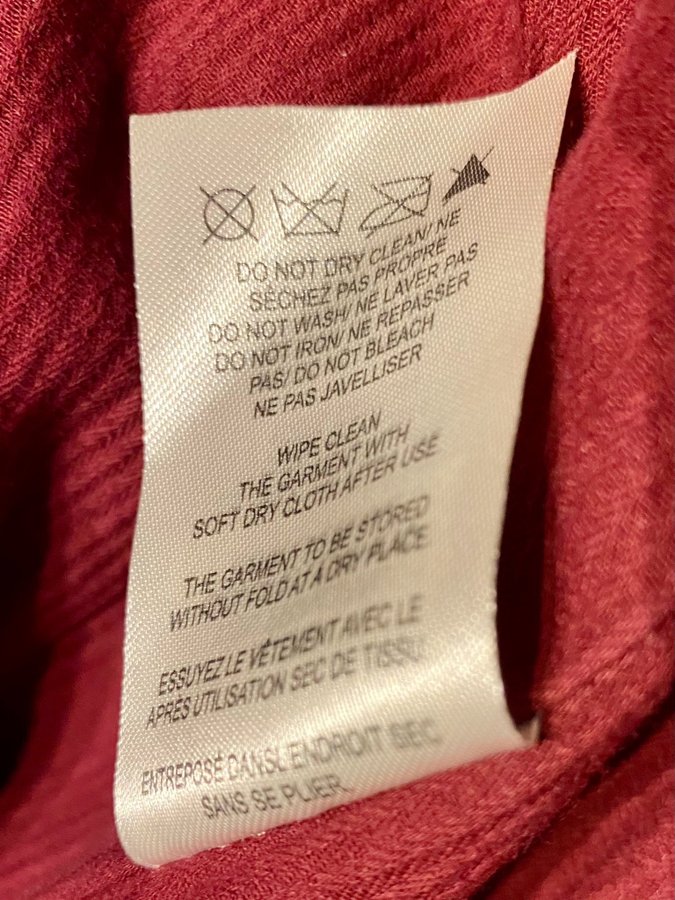 DO NOT DRY CLEAN/ NE
SÉCHEZ PAS PROPRE
DO NOT WASH/ NE LAVER PAS
DO NOT IRON/ NE REPASSER
PAS/ DO NOT BLEACH
NE PAS JAVELLISER
WIPE CLEAN
THE GARMENT WITH
SOFT DRY CLOTH AFTER USE
THE GARMENT TO BE STORED
WITHOUT FOLD AT A DRY PLACE
ESSUYEZ LE VÊTEMENT AVEC LE
APRÈS UTILISATION SEC DE TISSU
ENTREPOSÉ DANSL ENDROIT SEC
SANS SE PLIER